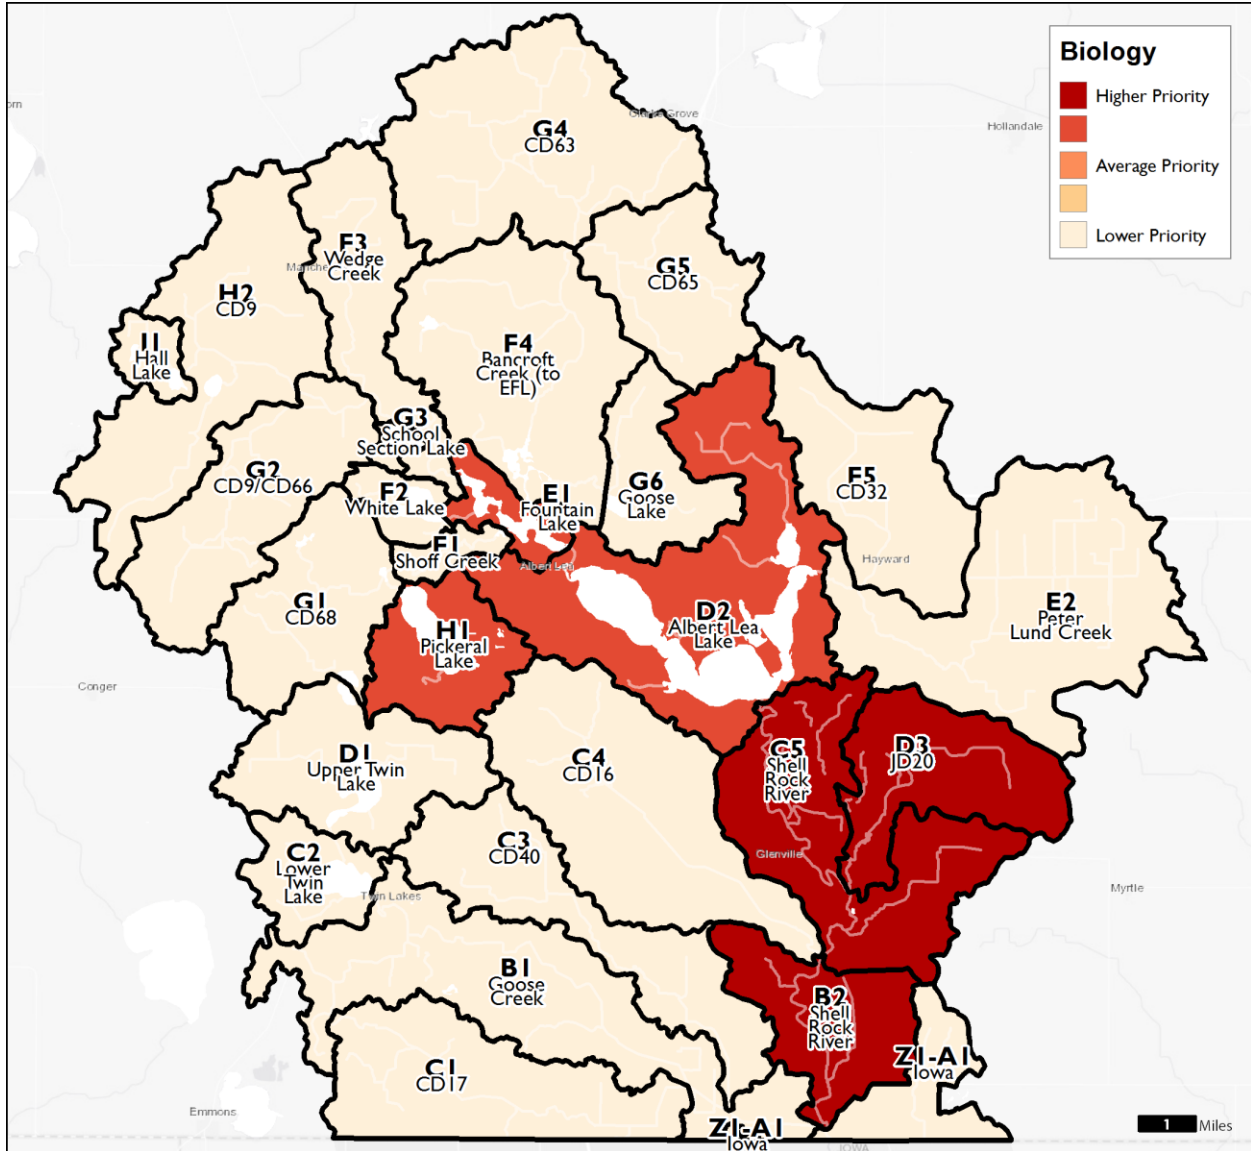 Biology
Higher Priority
Average Priority
Lower Priority
Hollandale
G4
CD63
F3
Wedge
Creek
G5
CD65
H2
CD9
I1
Hall
Lake
F4
Bancroft
Creek (to
EFL)
G3
School
Section Lake
G2
CD9/CD66
F2
White Lake
E1
Fountain
Lake
G6
Goose
Lake
F5
CD32
F1
Shoff Creek
Albert Lea
Hayward
G1
CD68
H1
Pickeral
Lake
D2
Albert Lea
Lake
E2
Peter
Lund Creek
Conger
D1
Upper Twin
Lake
C4
CD16
C5
Shell
Rock
River
D3
JD20
C2
Lower
Twin
Lake
C3
CD40
Glenville
Twin Lakes
Myrtle
B1
Goose
Creek
B2
Shell
Rock
River
Z1-A1
Iowa
C1
CD17
Emmons
Z1-A1
Iowa
1 Miles
IOWA